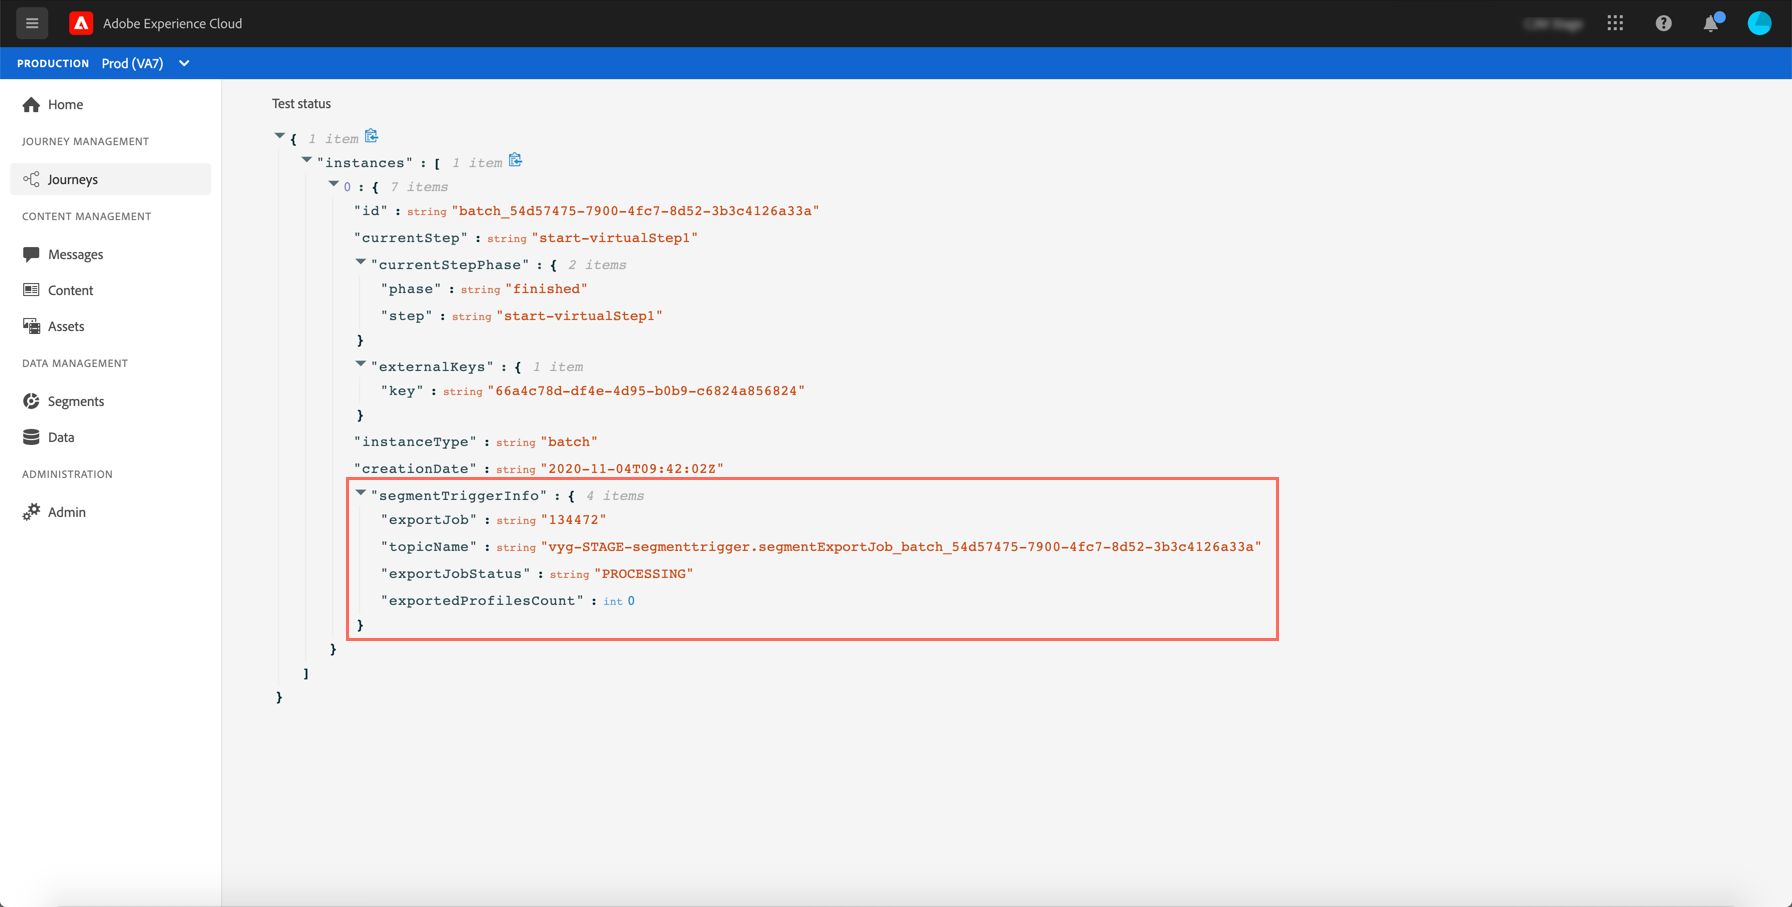 Adobe Experience Cloud
PRODUCTION Prod (VA7)
Home
JOURNEY MANAGEMENT
Journeys
CONTENT MANAGEMENT
Messages
Content
Assets
DATA MANAGEMENT
Segments
Data
ADMINISTRATION
Admin
Test status
{ 1 item
"instances" : [ 1 item
0 : { 7 items
"id" : string "batch_54d57475-7900-4fc7-8d52-3b3c4126a33a"
"currentStep" : string "start-virtualStep1"
"currentStepPhase" : { 2 items
"phase" : string "finished"
"step" : string "start-virtualStep1"
}
"externalKeys" : { 1 item
"key" : string "66a4c78d-df4e-4d95-b0b9-c6824a856824"
}
"instanceType" : string "batch"
"creationDate" : string "2020-11-04T09:42:02Z"
"segmentTriggerInfo" : { 4 items
"exportJob" : string "134472"
"topicName" : string "vyg-STAGE-segmenttrigger.segmentExportJob_batch_54d57475-7900-4fc7-8d52-3b3c4126a33a"
"exportJobStatus" : string "PROCESSING"
"exportedProfilesCount" : int 0
}
}
]
}